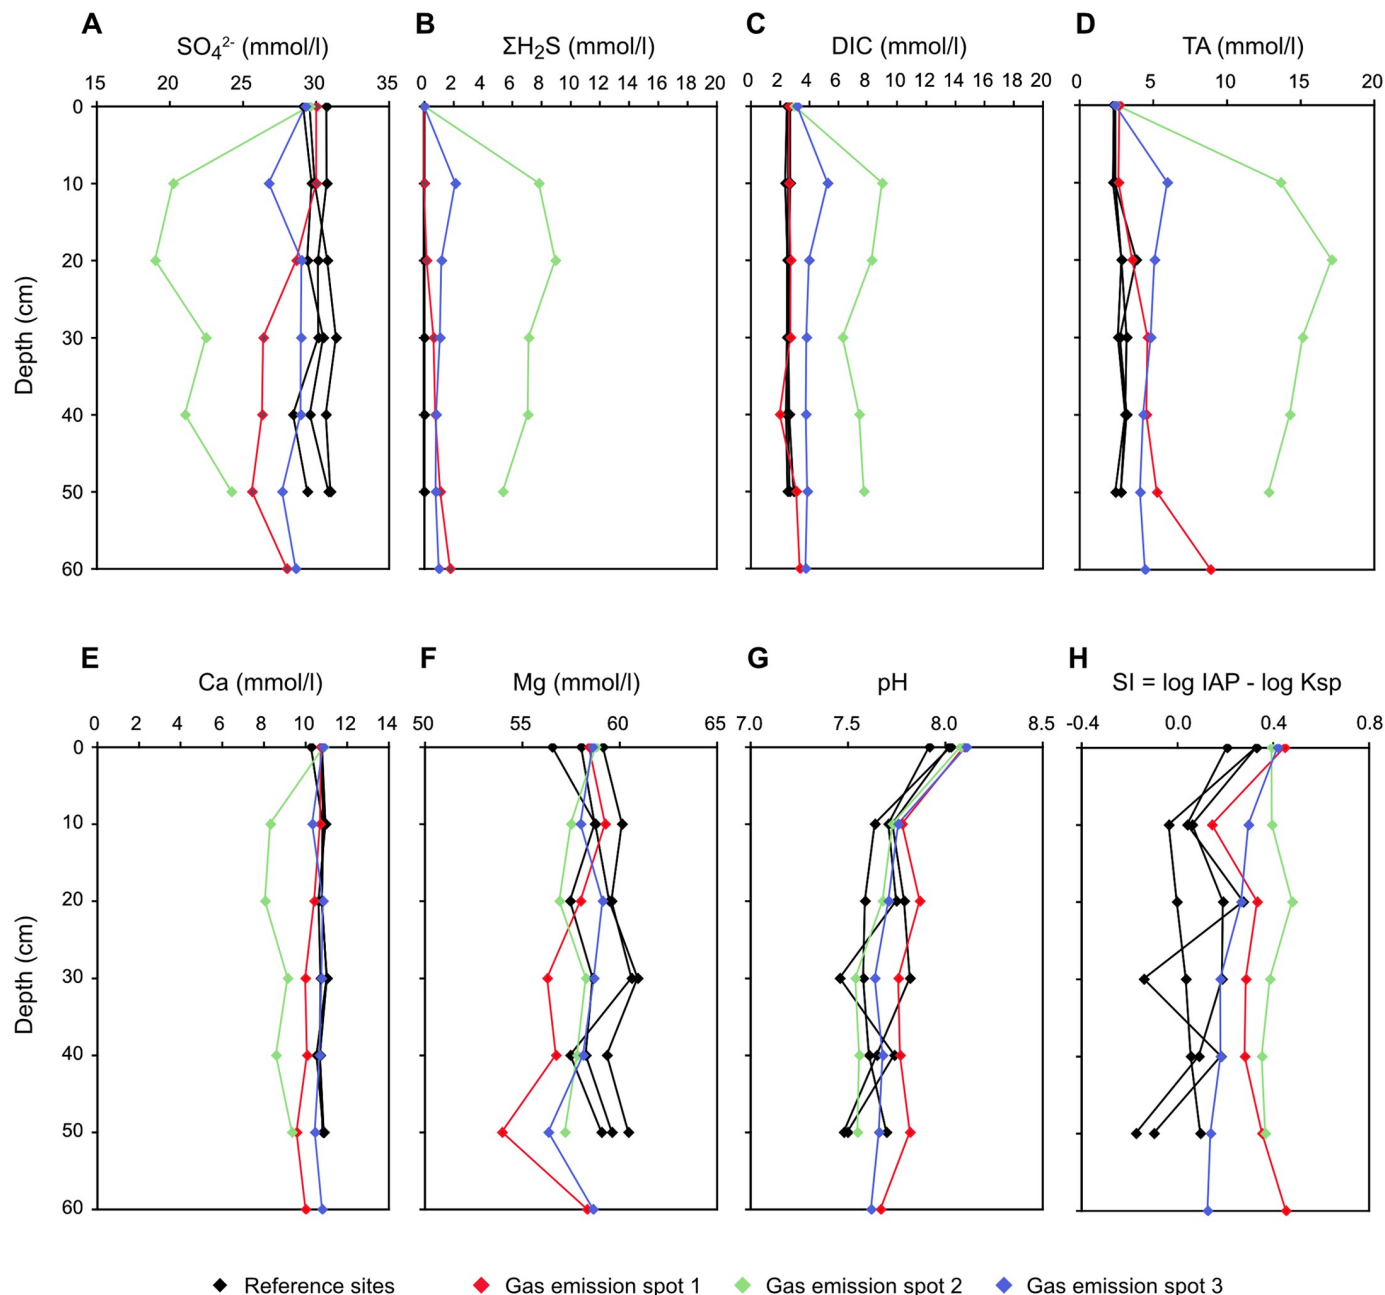 A B C D
SO₄²⁻ (mmol/l) ΣH₂S (mmol/l) DIC (mmol/l) TA (mmol/l)
15 20 25 30 35 0 2 4 6 8 10 12 14 16 18 20 0 2 4 6 8 10 12 14 16 18 20 0 5 10 15 20
0
10
20
30
40
50
60
Depth (cm)
E F G H
Ca (mmol/l) Mg (mmol/l) pH SI = log IAP - log Ksp
0 2 4 6 8 10 12 14 50 55 60 65 7.0 7.5 8.0 8.5 -0.4 0.0 0.4 0.8
0
10
20
30
40
50
60
Depth (cm)
Reference sites Gas emission spot 1 Gas emission spot 2 Gas emission spot 3